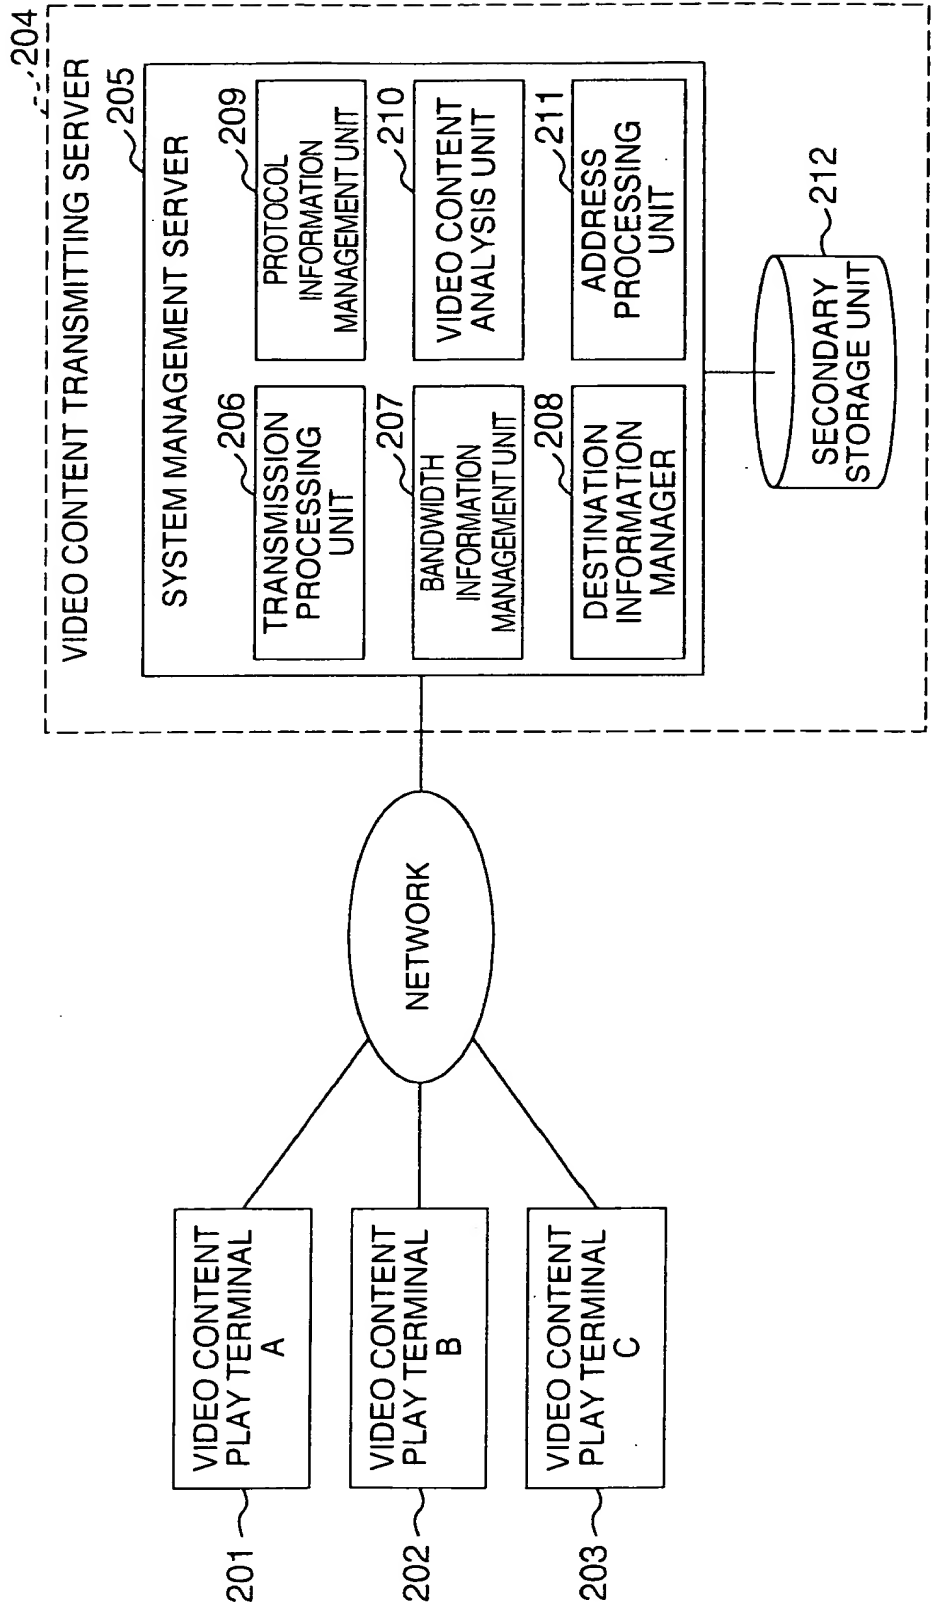 201
VIDEO CONTENT
PLAY TERMINAL
A
202
VIDEO CONTENT
PLAY TERMINAL
B
203
VIDEO CONTENT
PLAY TERMINAL
C
NETWORK
204
VIDEO CONTENT TRANSMITTING SERVER
205
SYSTEM MANAGEMENT SERVER
206
TRANSMISSION
PROCESSING
UNIT
209
PROTOCOL
INFORMATION
MANAGEMENT UNIT
207
BANDWIDTH
INFORMATION
MANAGEMENT UNIT
210
VIDEO CONTENT
ANALYSIS UNIT
208
DESTINATION
INFORMATION
MANAGER
211
ADDRESS
PROCESSING
UNIT
212
SECONDARY
STORAGE UNIT